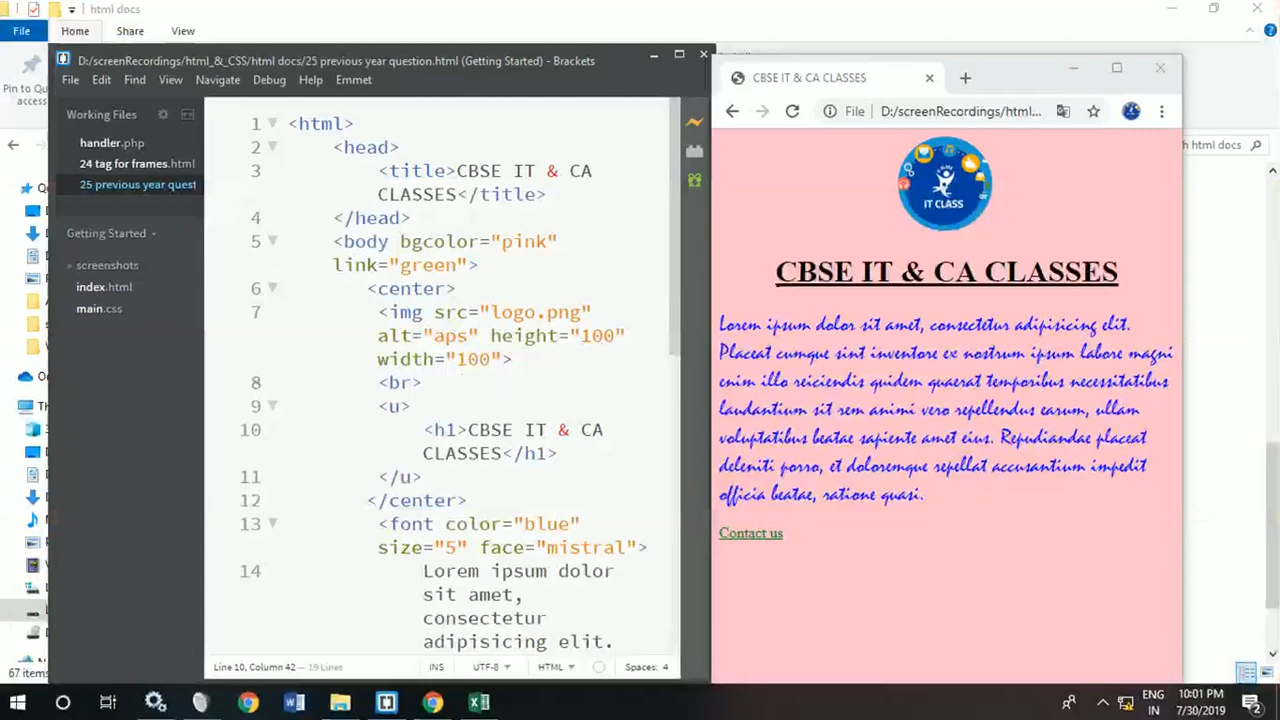 html docs
File
Home
Share
View
Pin to Qu
access
D:/screenRecordings/html_&_CSS/html docs/25 previous year question.html (Getting Started) - Brackets
File Edit Find View Navigate Debug Help Emmet
Working Files
handler.php
24 tag for frames.html
25 previous year quest
Getting Started
screenshots
index.html
main.css
1 <html>
2 <head>
3 <title>CBSE IT & CA
CLASSES</title>
4 </head>
5 <body bgcolor="pink"
link="green">
6 <center>
7 <img src="logo.png"
alt="aps" height="100"
width="100">
8 <br>
9 <u>
10 <h1>CBSE IT & CA
CLASSES</h1>
11 </u>
12 </center>
13 <font color="blue"
size="5" face="mistral">
14 Lorem ipsum dolor
sit amet,
consectetur
adipisicing elit.
Line 10, Column 42 — 19 Lines
INS
UTF-8
HTML
Spaces: 4
CBSE IT & CA CLASSES
File
D:/screenRecordings/html...
html docs
IT CLASS
CBSE IT & CA CLASSES
Lorem ipsum dolor sit amet, consectetur adipisicing elit.
Placeat cumque sint inventore ex nostrum ipsum labore magni
enim illo reiciendis quidem quaerat temporibus necessitatibus
laudantium sit rem animi vero repellendus earum, ullam
voluptatibus beatae sapiente amet eius. Repudiandae placeat
deleniti porro, et doloremque repellat accusantium impedit
officia beatae, ratione quasi.
Contact us
67 items
ENG
IN
10:01 PM
7/30/2019
2